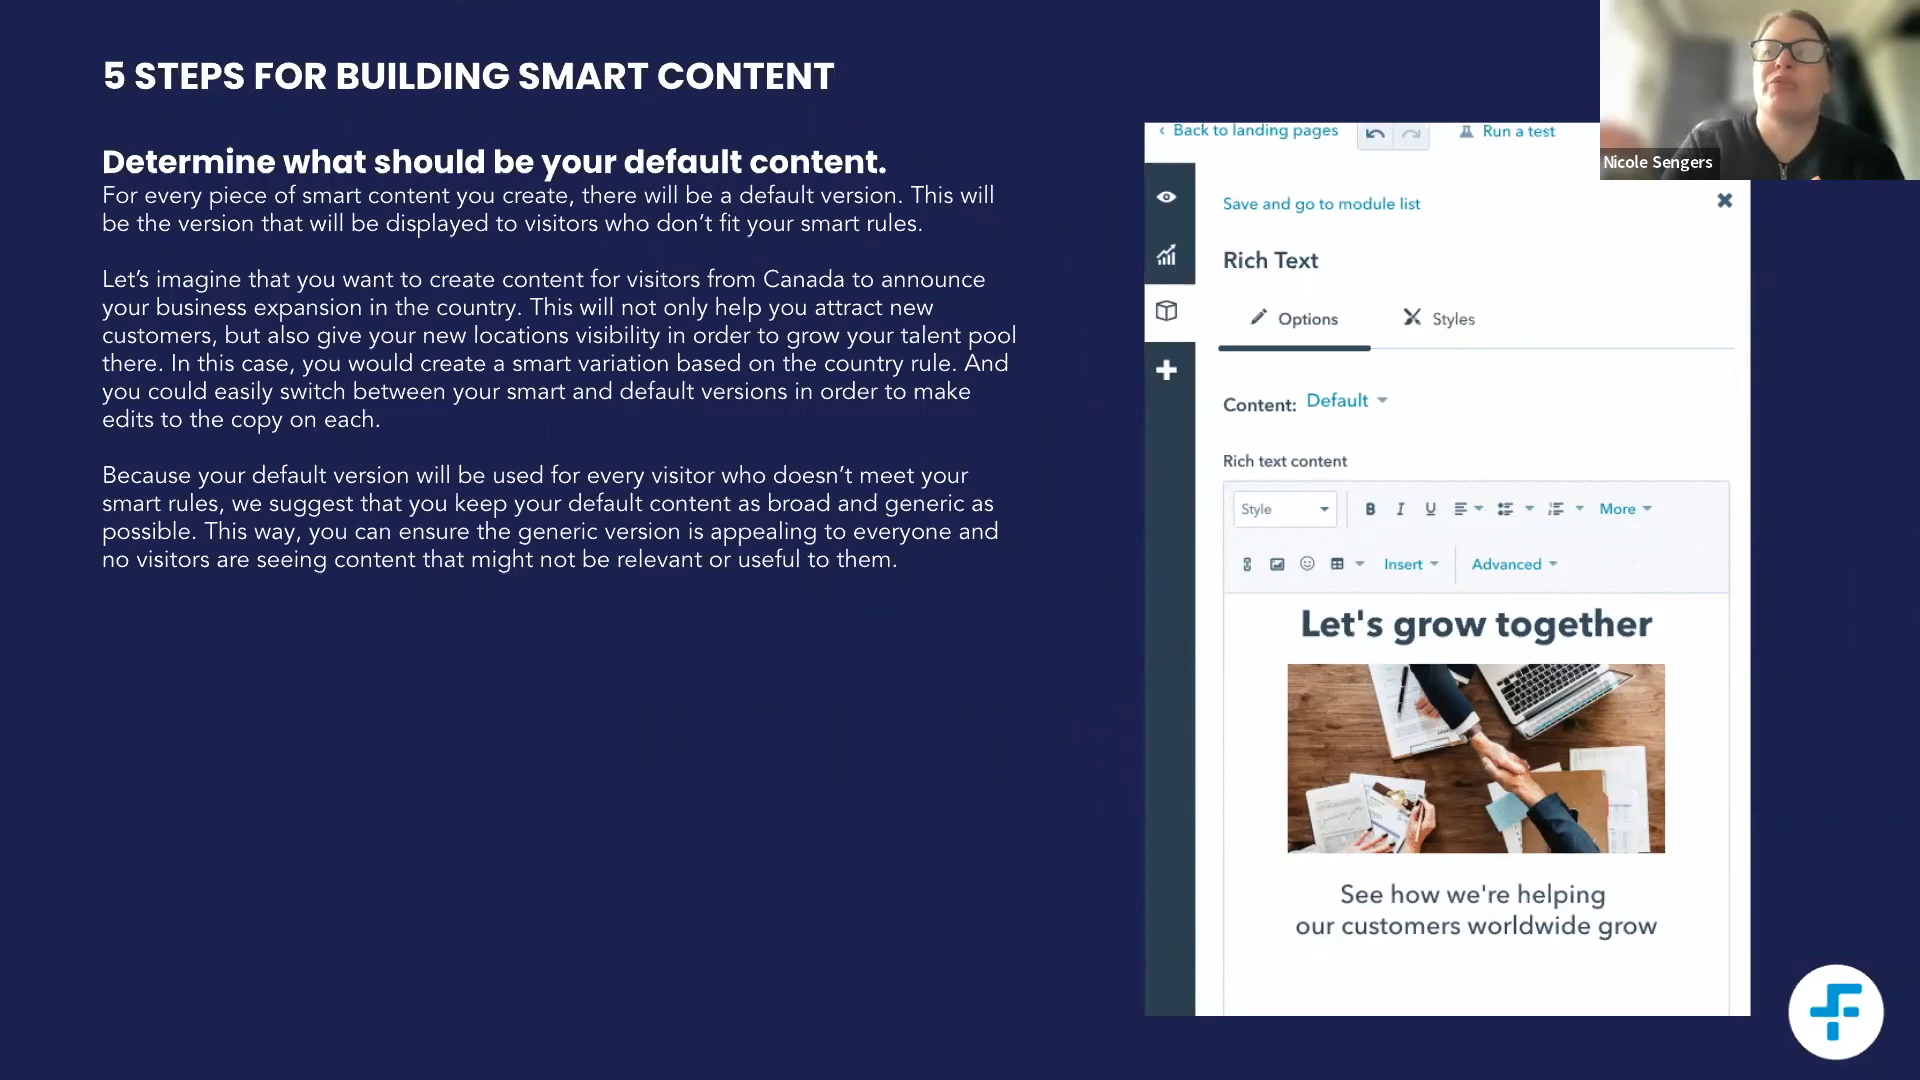 5 STEPS FOR BUILDING SMART CONTENT
Determine what should be your default content.
For every piece of smart content you create, there will be a default version. This will
be the version that will be displayed to visitors who don’t fit your smart rules.
Let’s imagine that you want to create content for visitors from Canada to announce
your business expansion in the country. This will not only help you attract new
customers, but also give your new locations visibility in order to grow your talent pool
there. In this case, you would create a smart variation based on the country rule. And
you could easily switch between your smart and default versions in order to make
edits to the copy on each.
Because your default version will be used for every visitor who doesn’t meet your
smart rules, we suggest that you keep your default content as broad and generic as
possible. This way, you can ensure the generic version is appealing to everyone and
no visitors are seeing content that might not be relevant or useful to them.
Back to landing pages
Run a test
Nicole Sengers
Save and go to module list
Rich Text
Options
Styles
Content: Default
Rich text content
Style
B I U
More
Insert
Advanced
Let's grow together
See how we're helping
our customers worldwide grow